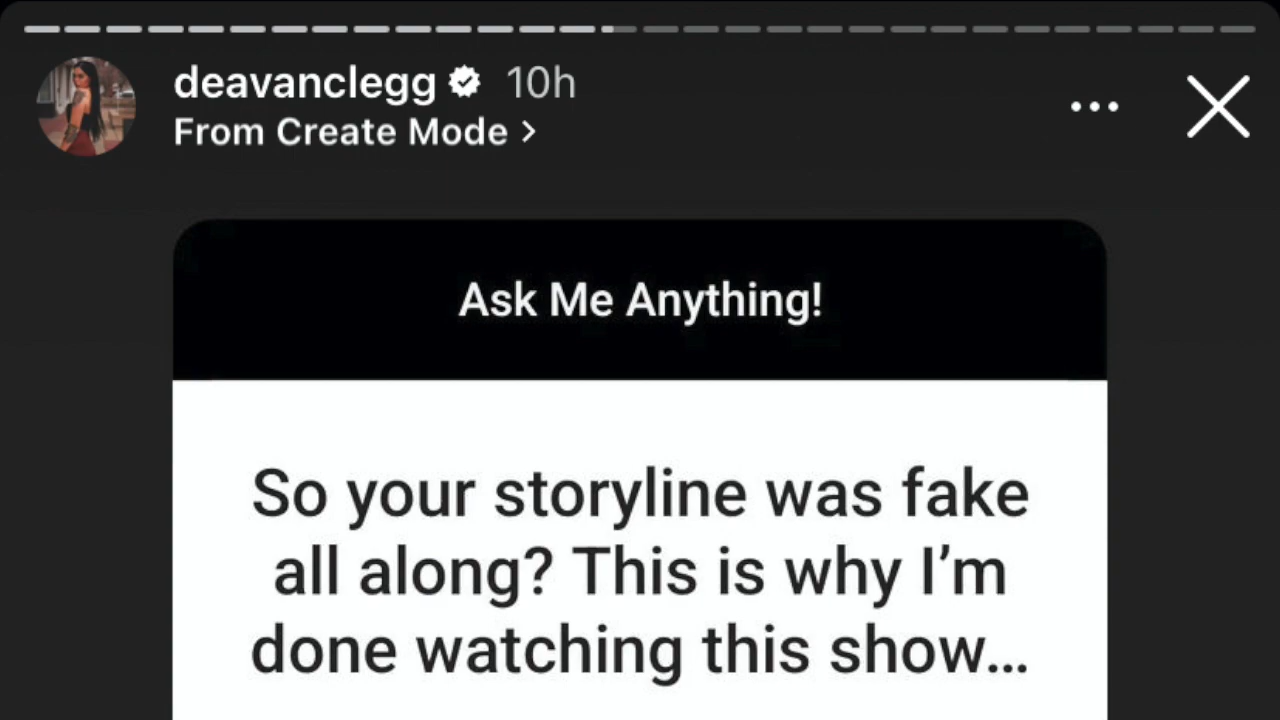 deavanclegg 10h
From Create Mode >
Ask Me Anything!
So your storyline was fake
all along? This is why I’m
done watching this show...